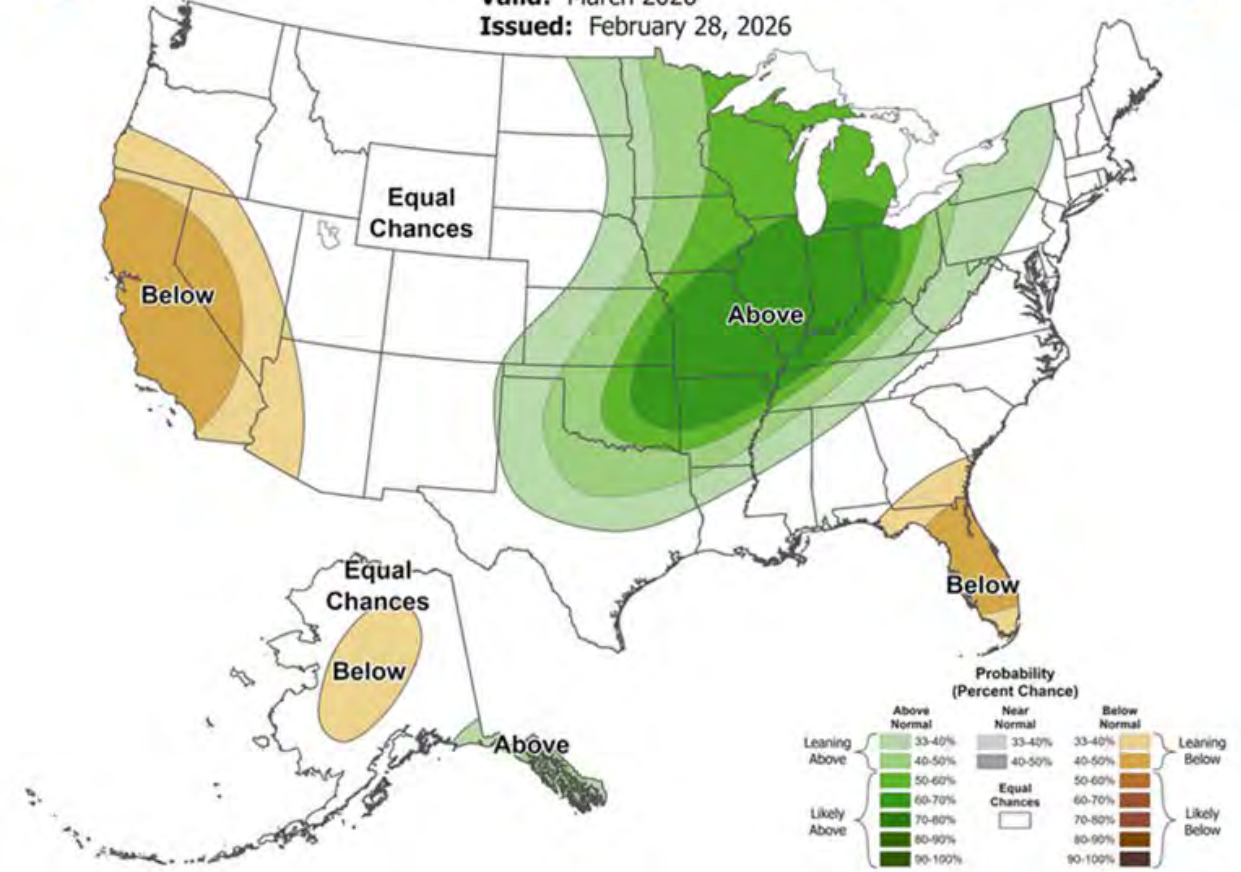 Valid: March 2026
Issued: February 28, 2026
Equal
Chances
Below
Above
Below
Equal
Chances
Below
Above
Probability
(Percent Chance)
Above
Normal
Near
Normal
Below
Normal
Leaning
Above
33-40%
40-50%
33-40%
40-50%
33-40%
40-50%
Leaning
Below
Likely
Above
50-60%
60-70%
70-80%
80-90%
90-100%
Equal
Chances
50-60%
60-70%
70-80%
80-90%
90-100%
Likely
Below